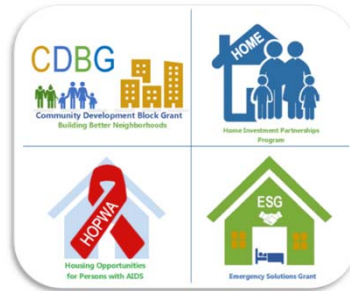 CDBG
Community Development Block Grant
Building Better Neighborhoods
HOME
Home Investment Partnerships
Program
HOPWA
Housing Opportunities
for Persons with AIDS
ESG
Emergency Solutions Grant